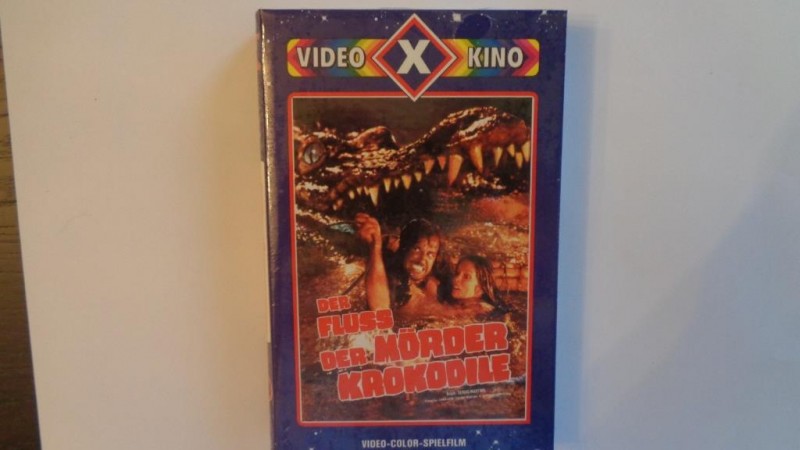 VIDEO X KINO
DER
FLUSS
DER MÖRDER
KROKODILE
VIDEO-COLOR-SPIELFILM